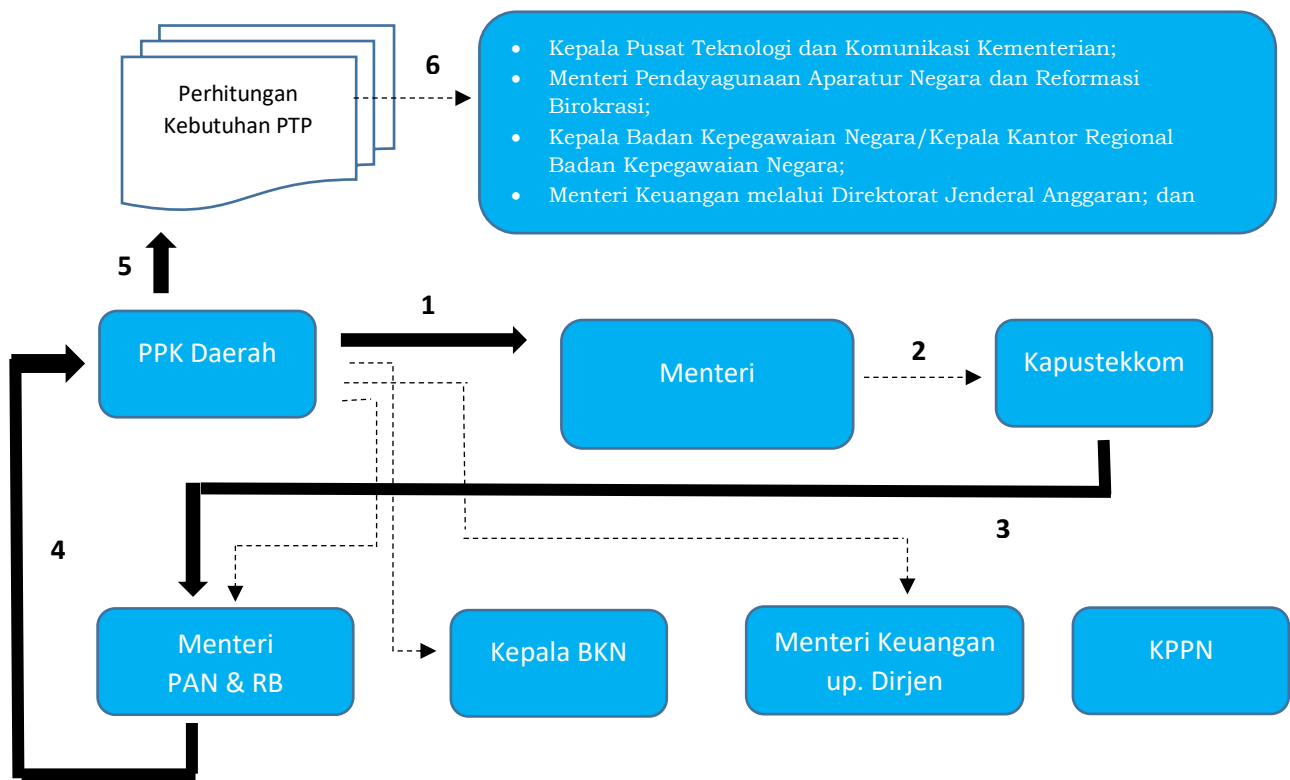 Perhitungan
Kebutuhan PTP
6
• Kepala Pusat Teknologi dan Komunikasi Kementerian;
• Menteri Pendayagunaan Aparatur Negara dan Reformasi
Birokrasi;
• Kepala Badan Kepegawaian Negara/Kepala Kantor Regional
Badan Kepegawaian Negara;
• Menteri Keuangan melalui Direktorat Jenderal Anggaran; dan
5
1
PPK Daerah
Menteri
2
Kapustekkom
4
3
Menteri
PAN & RB
Kepala BKN
Menteri Keuangan
up. Dirjen
KPPN